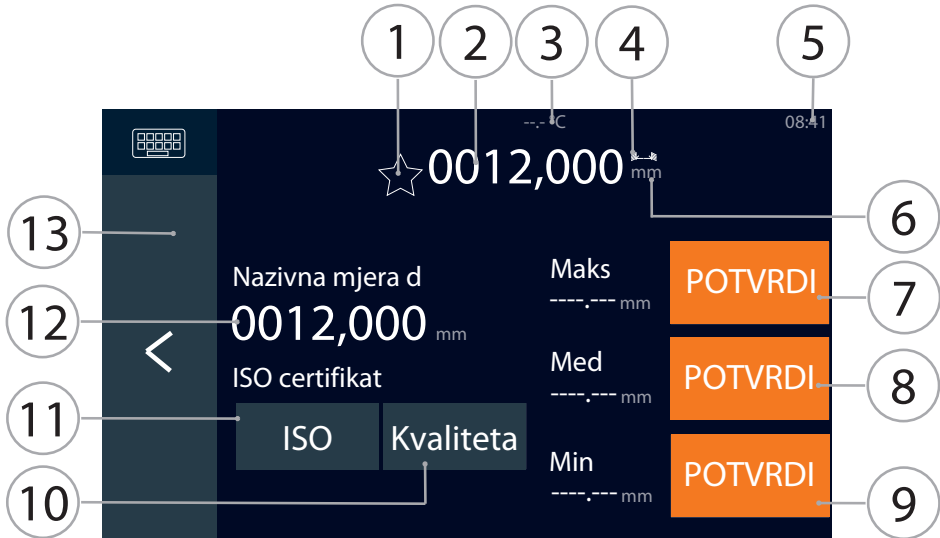 1 2 3 4 5
--.- °C 08:41
0012,000 mm
6
13
Nazivna mjera d
0012,000 mm
12
ISO certifikat
11
ISO Kvaliteta
10
Maks
----.--- mm
POTVRDI
7
Med
----.--- mm
POTVRDI
8
Min
----.--- mm
POTVRDI
9